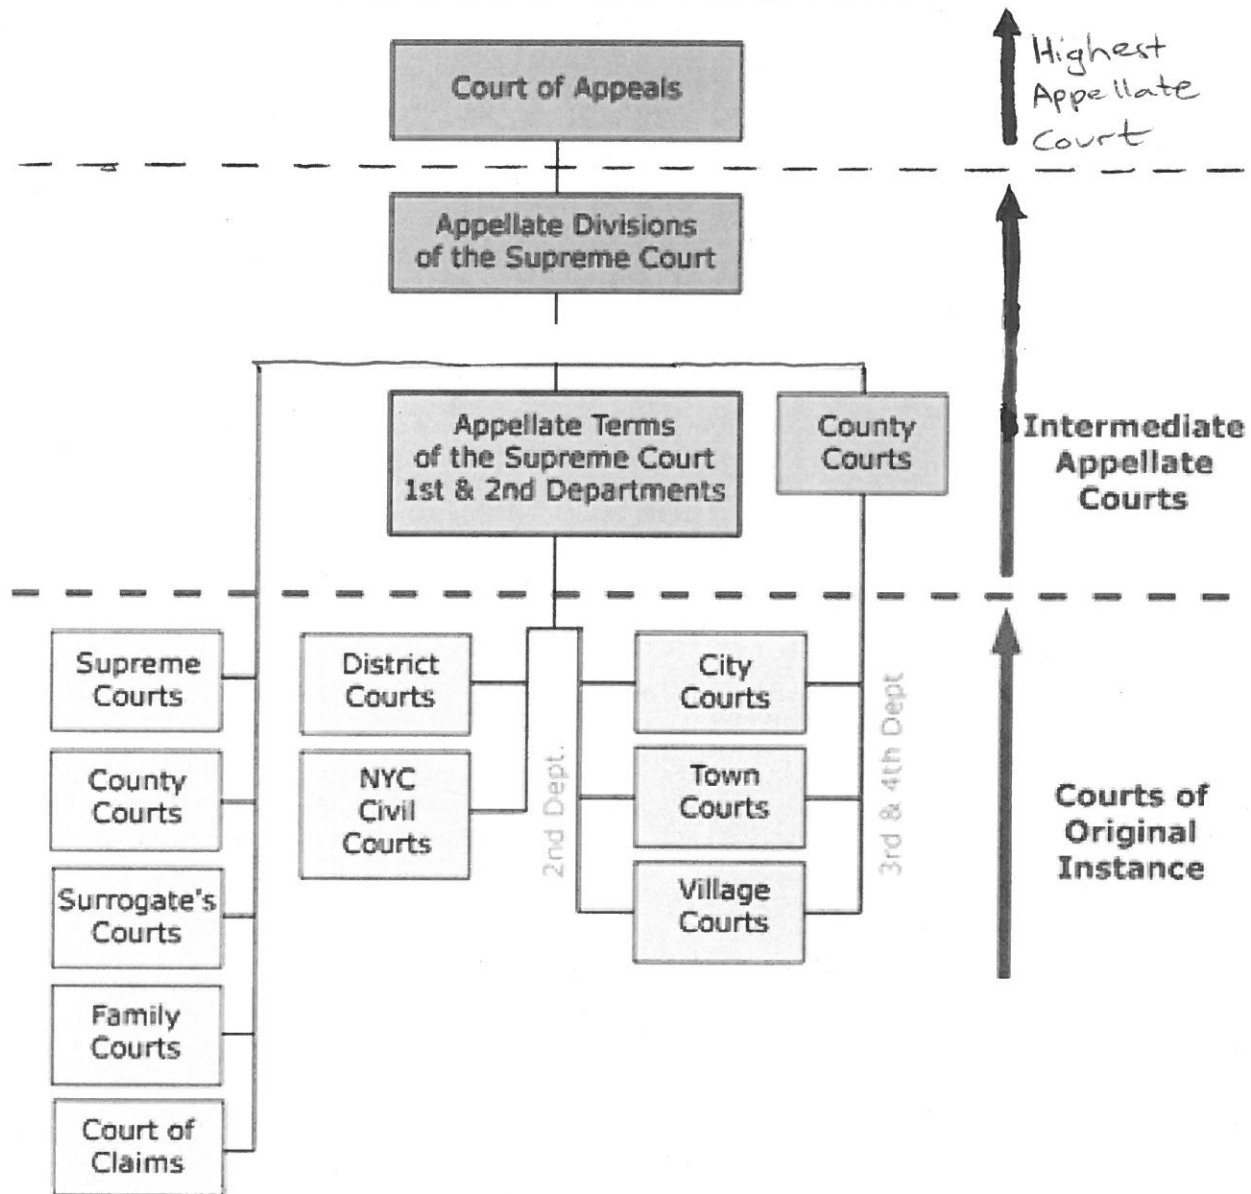 Court of Appeals
Highest
Appellate
Court
Appellate Divisions
of the Supreme Court
Appellate Terms
of the Supreme Court
1st & 2nd Departments
County
Courts
Intermediate
Appellate
Courts
Supreme
Courts
County
Courts
Surrogate's
Courts
Family
Courts
Court of
Claims
District
Courts
NYC
Civil
Courts
2nd Dept.
City
Courts
Town
Courts
Village
Courts
3rd & 4th Dept
Courts of
Original
Instance